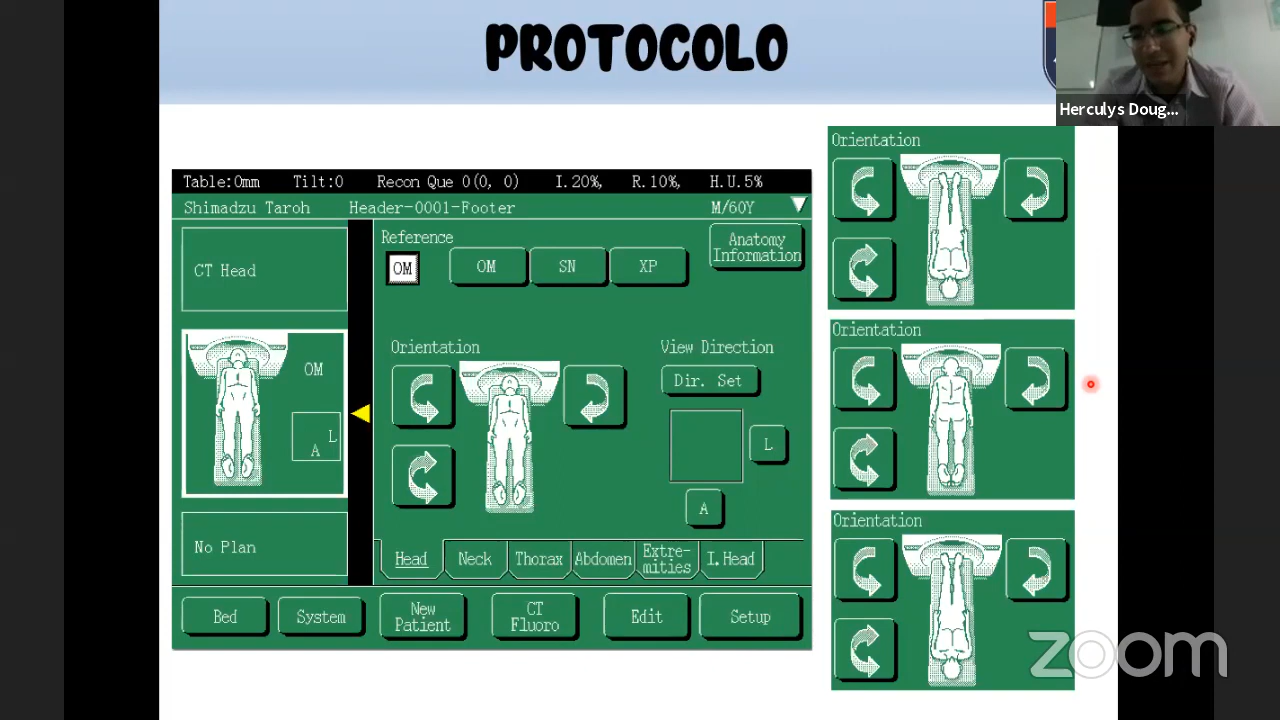 PROTOCOLO
Herculys Doug...
Table:0mm Tilt:0 Recon Que 0(0, 0) I.20%, R.10%, H.U.5%
Shimadzu Taroh Header-0001-Footer M/60Y
CT Head
OM
L
A
No Plan
Reference
OM
OM
SN
XP
Anatomy
Information
Orientation
View Direction
Dir. Set
L
A
Head
Neck
Thorax
Abdomen
Extre-
mities
I.Head
Bed
System
New
Patient
CT
Fluoro
Edit
Setup
Orientation
Orientation
Orientation
zoom